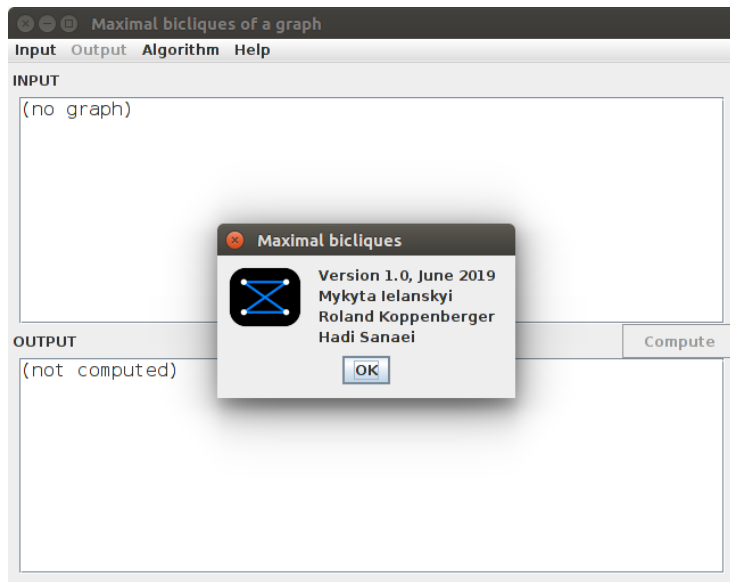 Maximal bicliques of a graph
Input Output Algorithm Help
INPUT
(no graph)
Maximal bicliques
Version 1.0, June 2019
Mykyta Ielanskyi
Roland Koppenberger
Hadi Sanaei
OK
OUTPUT
Compute
(not computed)